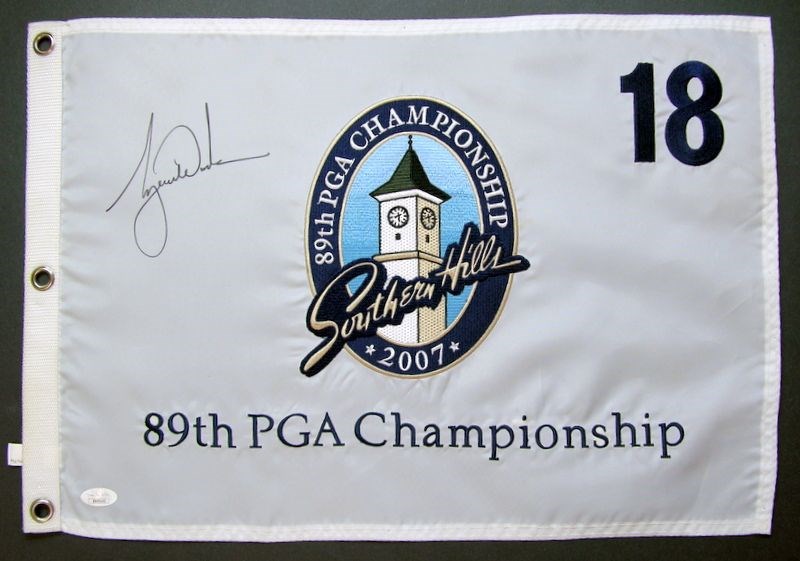 18
89th PGA CHAMPIONSHIP
Southern Hills
2007
89th PGA Championship